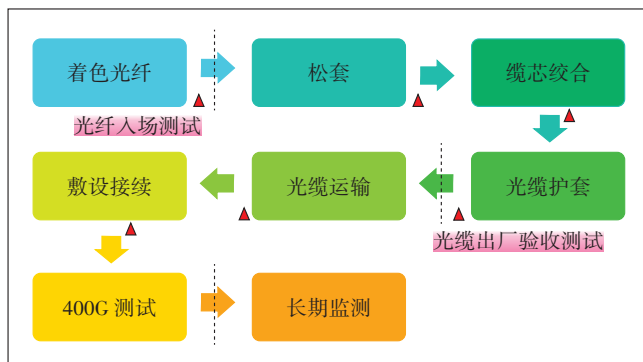 着色光纤
松套
缆芯绞合
光纤入场测试
敷设接续
光缆运输
光缆护套
光缆出厂验收测试
400G 测试
长期监测